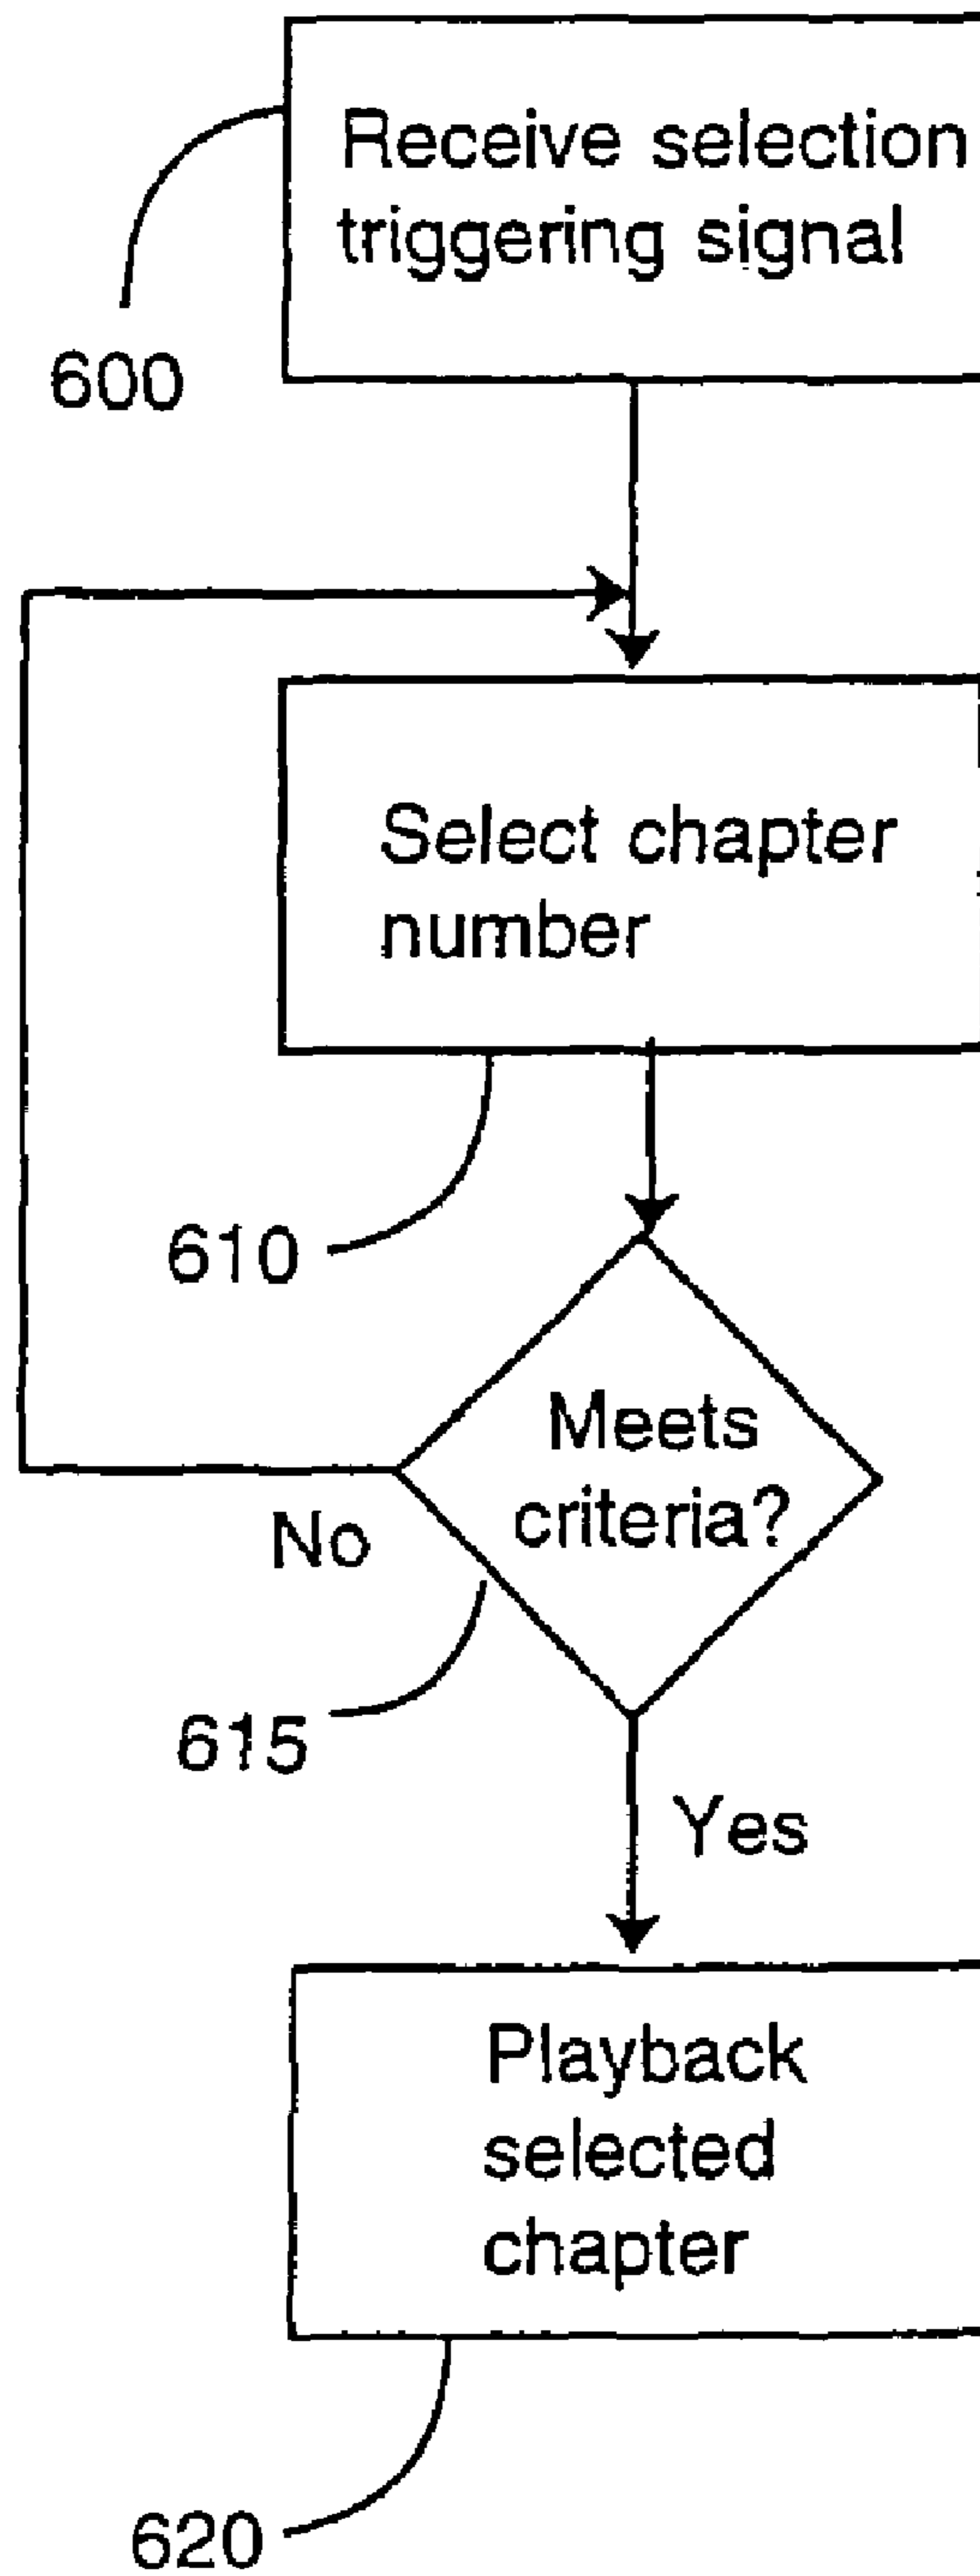 Receive selection
triggering signal
600
Select chapter
number
610
Meets
criteria?
No
615
Yes
Playback
selected
chapter
620